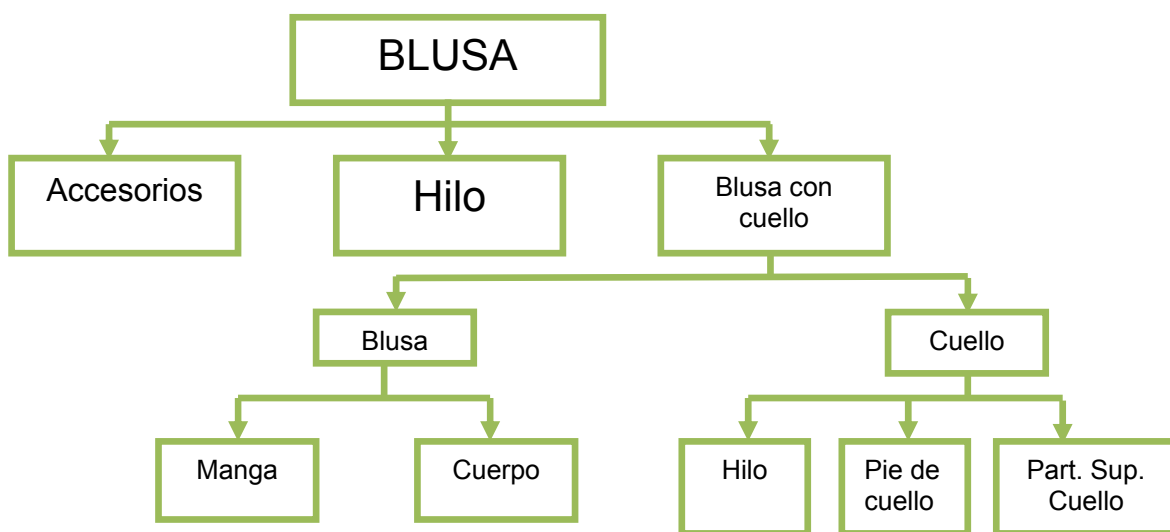 BLUSA
Accesorios
Hilo
Blusa con
cuello
Blusa
Cuello
Manga
Cuerpo
Hilo
Pie de
cuello
Part. Sup.
Cuello